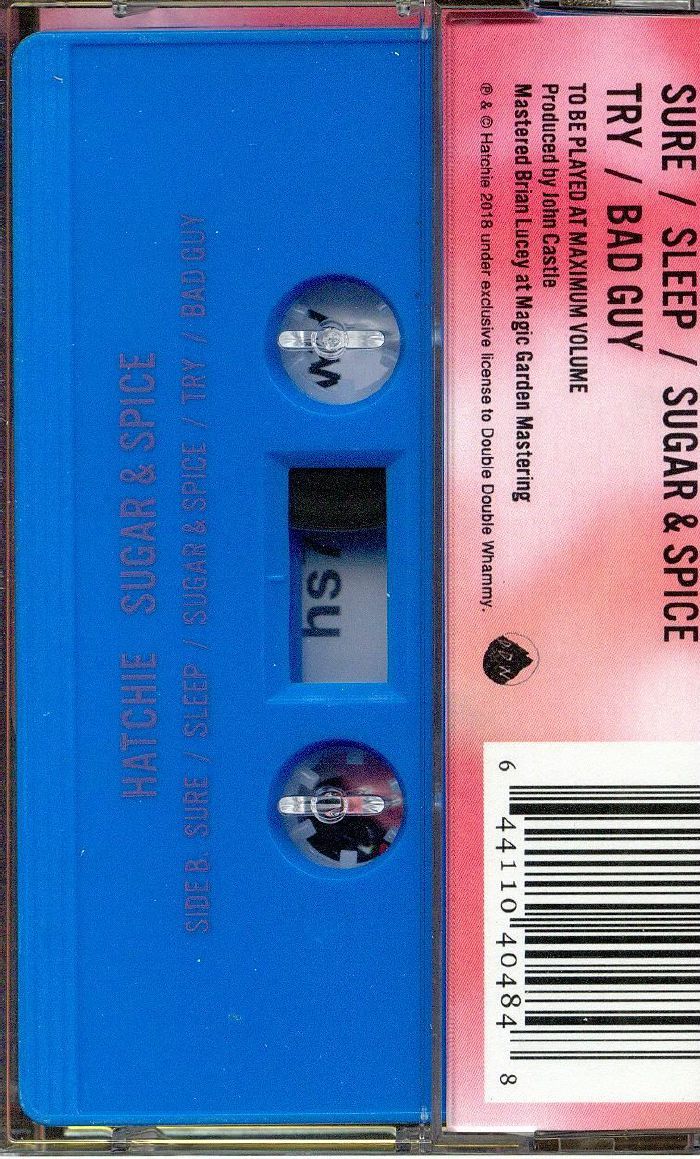 HATCHIE SUGAR & SPICE
SIDE B. SURE / SLEEP / SUGAR & SPICE / TRY / BAD GUY
hs
SURE / SLEEP / SUGAR & SPICE
TRY / BAD GUY
TO BE PLAYED AT MAXIMUM VOLUME
Produced by John Castle
Mastered Brian Lucey at Magic Garden Mastering
℗ & © Hatchie 2018 under exclusive license to Double Double Whammy.
6 44110 40484 8